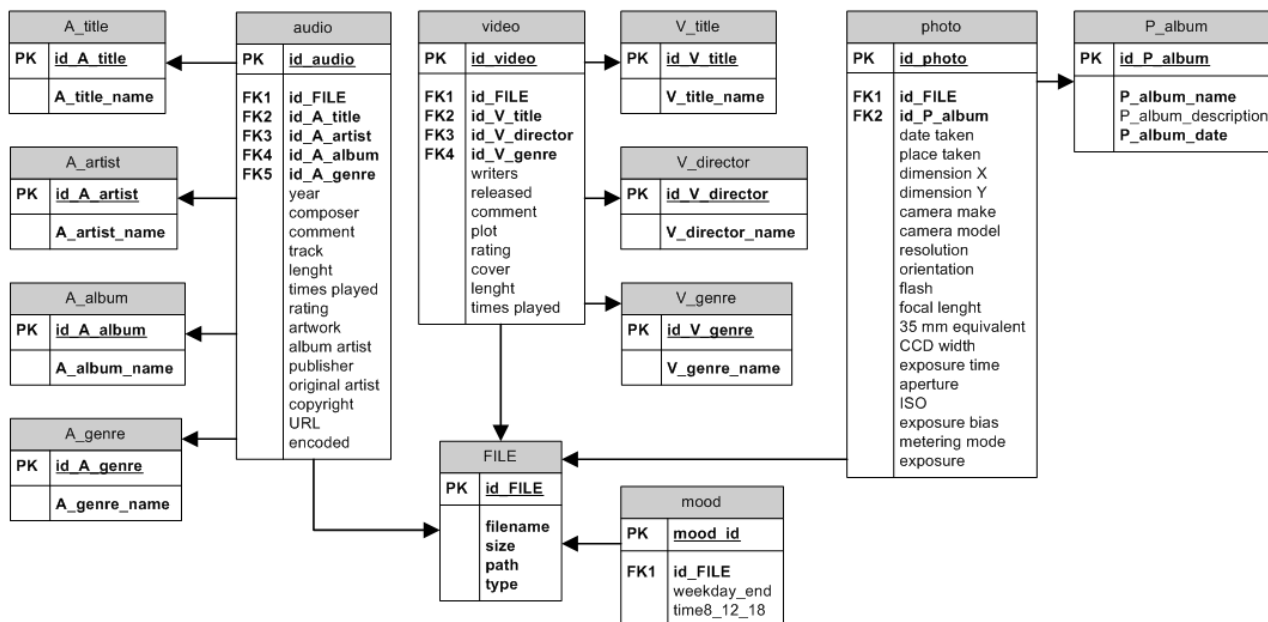 A_title
PK id_A_title
A_title_name
audio
PK id_audio
FK1 id_FILE
FK2 id_A_title
FK3 id_A_artist
FK4 id_A_album
FK5 id_A_genre
year
composer
comment
track
lenght
times played
rating
artwork
album artist
publisher
original artist
copyright
URL
encoded
video
PK id_video
FK1 id_FILE
FK2 id_V_title
FK3 id_V_director
FK4 id_V_genre
writers
released
comment
plot
rating
cover
lenght
times played
V_title
PK id_V_title
V_title_name
photo
PK id_photo
FK1 id_FILE
FK2 id_P_album
date taken
place taken
dimension X
dimension Y
camera make
camera model
resolution
orientation
flash
focal lenght
35 mm equivalent
CCD width
exposure time
aperture
ISO
exposure bias
metering mode
exposure
P_album
PK id_P_album
P_album_name
P_album_description
P_album_date
A_artist
PK id_A_artist
A_artist_name
V_director
PK id_V_director
V_director_name
A_album
PK id_A_album
A_album_name
V_genre
PK id_V_genre
V_genre_name
A_genre
PK id_A_genre
A_genre_name
FILE
PK id_FILE
filename
size
path
type
mood
PK mood_id
FK1 id_FILE
weekday_end
time8_12_18